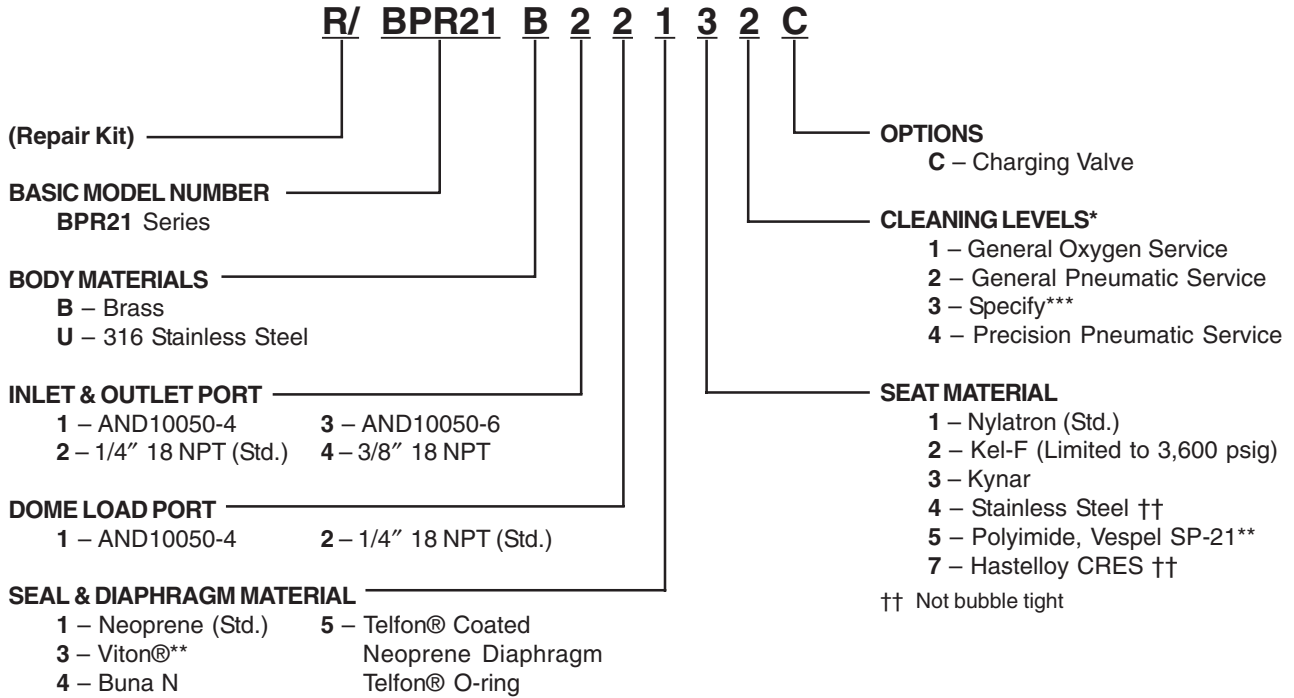 R/ BPR21 B 2 2 1 3 2 C
(Repair Kit)
BASIC MODEL NUMBER
BPR21 Series
BODY MATERIALS
B – Brass
U – 316 Stainless Steel
INLET & OUTLET PORT
1 – AND10050-4 3 – AND10050-6
2 – 1/4″ 18 NPT (Std.) 4 – 3/8″ 18 NPT
DOME LOAD PORT
1 – AND10050-4 2 – 1/4″ 18 NPT (Std.)
SEAL & DIAPHRAGM MATERIAL
1 – Neoprene (Std.) 5 – Telfon® Coated
3 – Viton®** Neoprene Diaphragm
4 – Buna N Telfon® O-ring
OPTIONS
C – Charging Valve
CLEANING LEVELS*
1 – General Oxygen Service
2 – General Pneumatic Service
3 – Specify***
4 – Precision Pneumatic Service
SEAT MATERIAL
1 – Nylatron (Std.)
2 – Kel-F (Limited to 3,600 psig)
3 – Kynar
4 – Stainless Steel ††
5 – Polyimide, Vespel SP-21**
7 – Hastelloy CRES ††
†† Not bubble tight